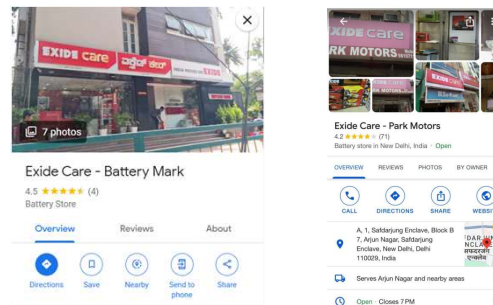 EXIDE Care
EXIDE
7 photos
Exide Care - Battery Mark
4.5 ★★★★★ (4)
Battery Store
Overview
Reviews
About
Directions
Save
Nearby
Send to
phone
Share
EXIDE Care
RK MOTORS
Exide Care - Park Motors
4.2 ★★★★★ (71)
Battery store in New Delhi, India · Open
OVERVIEW
REVIEWS
PHOTOS
BY OWNER
CALL
DIRECTIONS
SHARE
WEBSI
A, 1, Safdarjung Enclave, Block B
7, Arjun Nagar, Safdarjung
Enclave, New Delhi, Delhi
110029, India
Serves Arjun Nagar and nearby areas
Open · Closes 7 PM